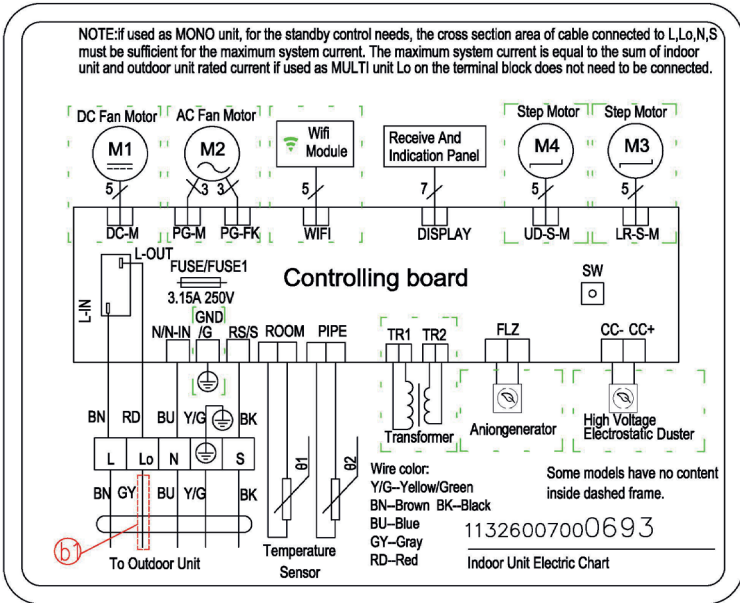 NOTE:if used as MONO unit, for the standby control needs, the cross section area of cable connected to L,Lo,N,S
must be sufficient for the maximum system current. The maximum system current is equal to the sum of indoor
unit and outdoor unit rated current if used as MULTI unit Lo on the terminal block does not need to be connected.
DC Fan Motor AC Fan Motor Step Motor Step Motor
M1 M2 Wifi
Module Receive And
Indication Panel M4 M3
5 3 3 5 7 5 5
DC-M PG-M PG-FK WIFI DISPLAY UD-S-M LR-S-M
L-OUT
L-IN
FUSE/FUSE1
3.15A 250V
Controlling board
SW
GND
N/N-IN /G RS/S ROOM PIPE TR1 TR2 FLZ CC- CC+
BN RD BU Y/G BK
Transformer Aniongenerator High Voltage
Electrostatic Duster
L Lo N S
θ1 θ2
BN GY BU Y/G BK
b1
To Outdoor Unit
Temperature
Sensor
Wire color:
Y/G--Yellow/Green
BN--Brown BK--Black
BU--Blue
GY--Gray
RD--Red
Some models have no content
inside dashed frame.
11326007000693
Indoor Unit Electric Chart